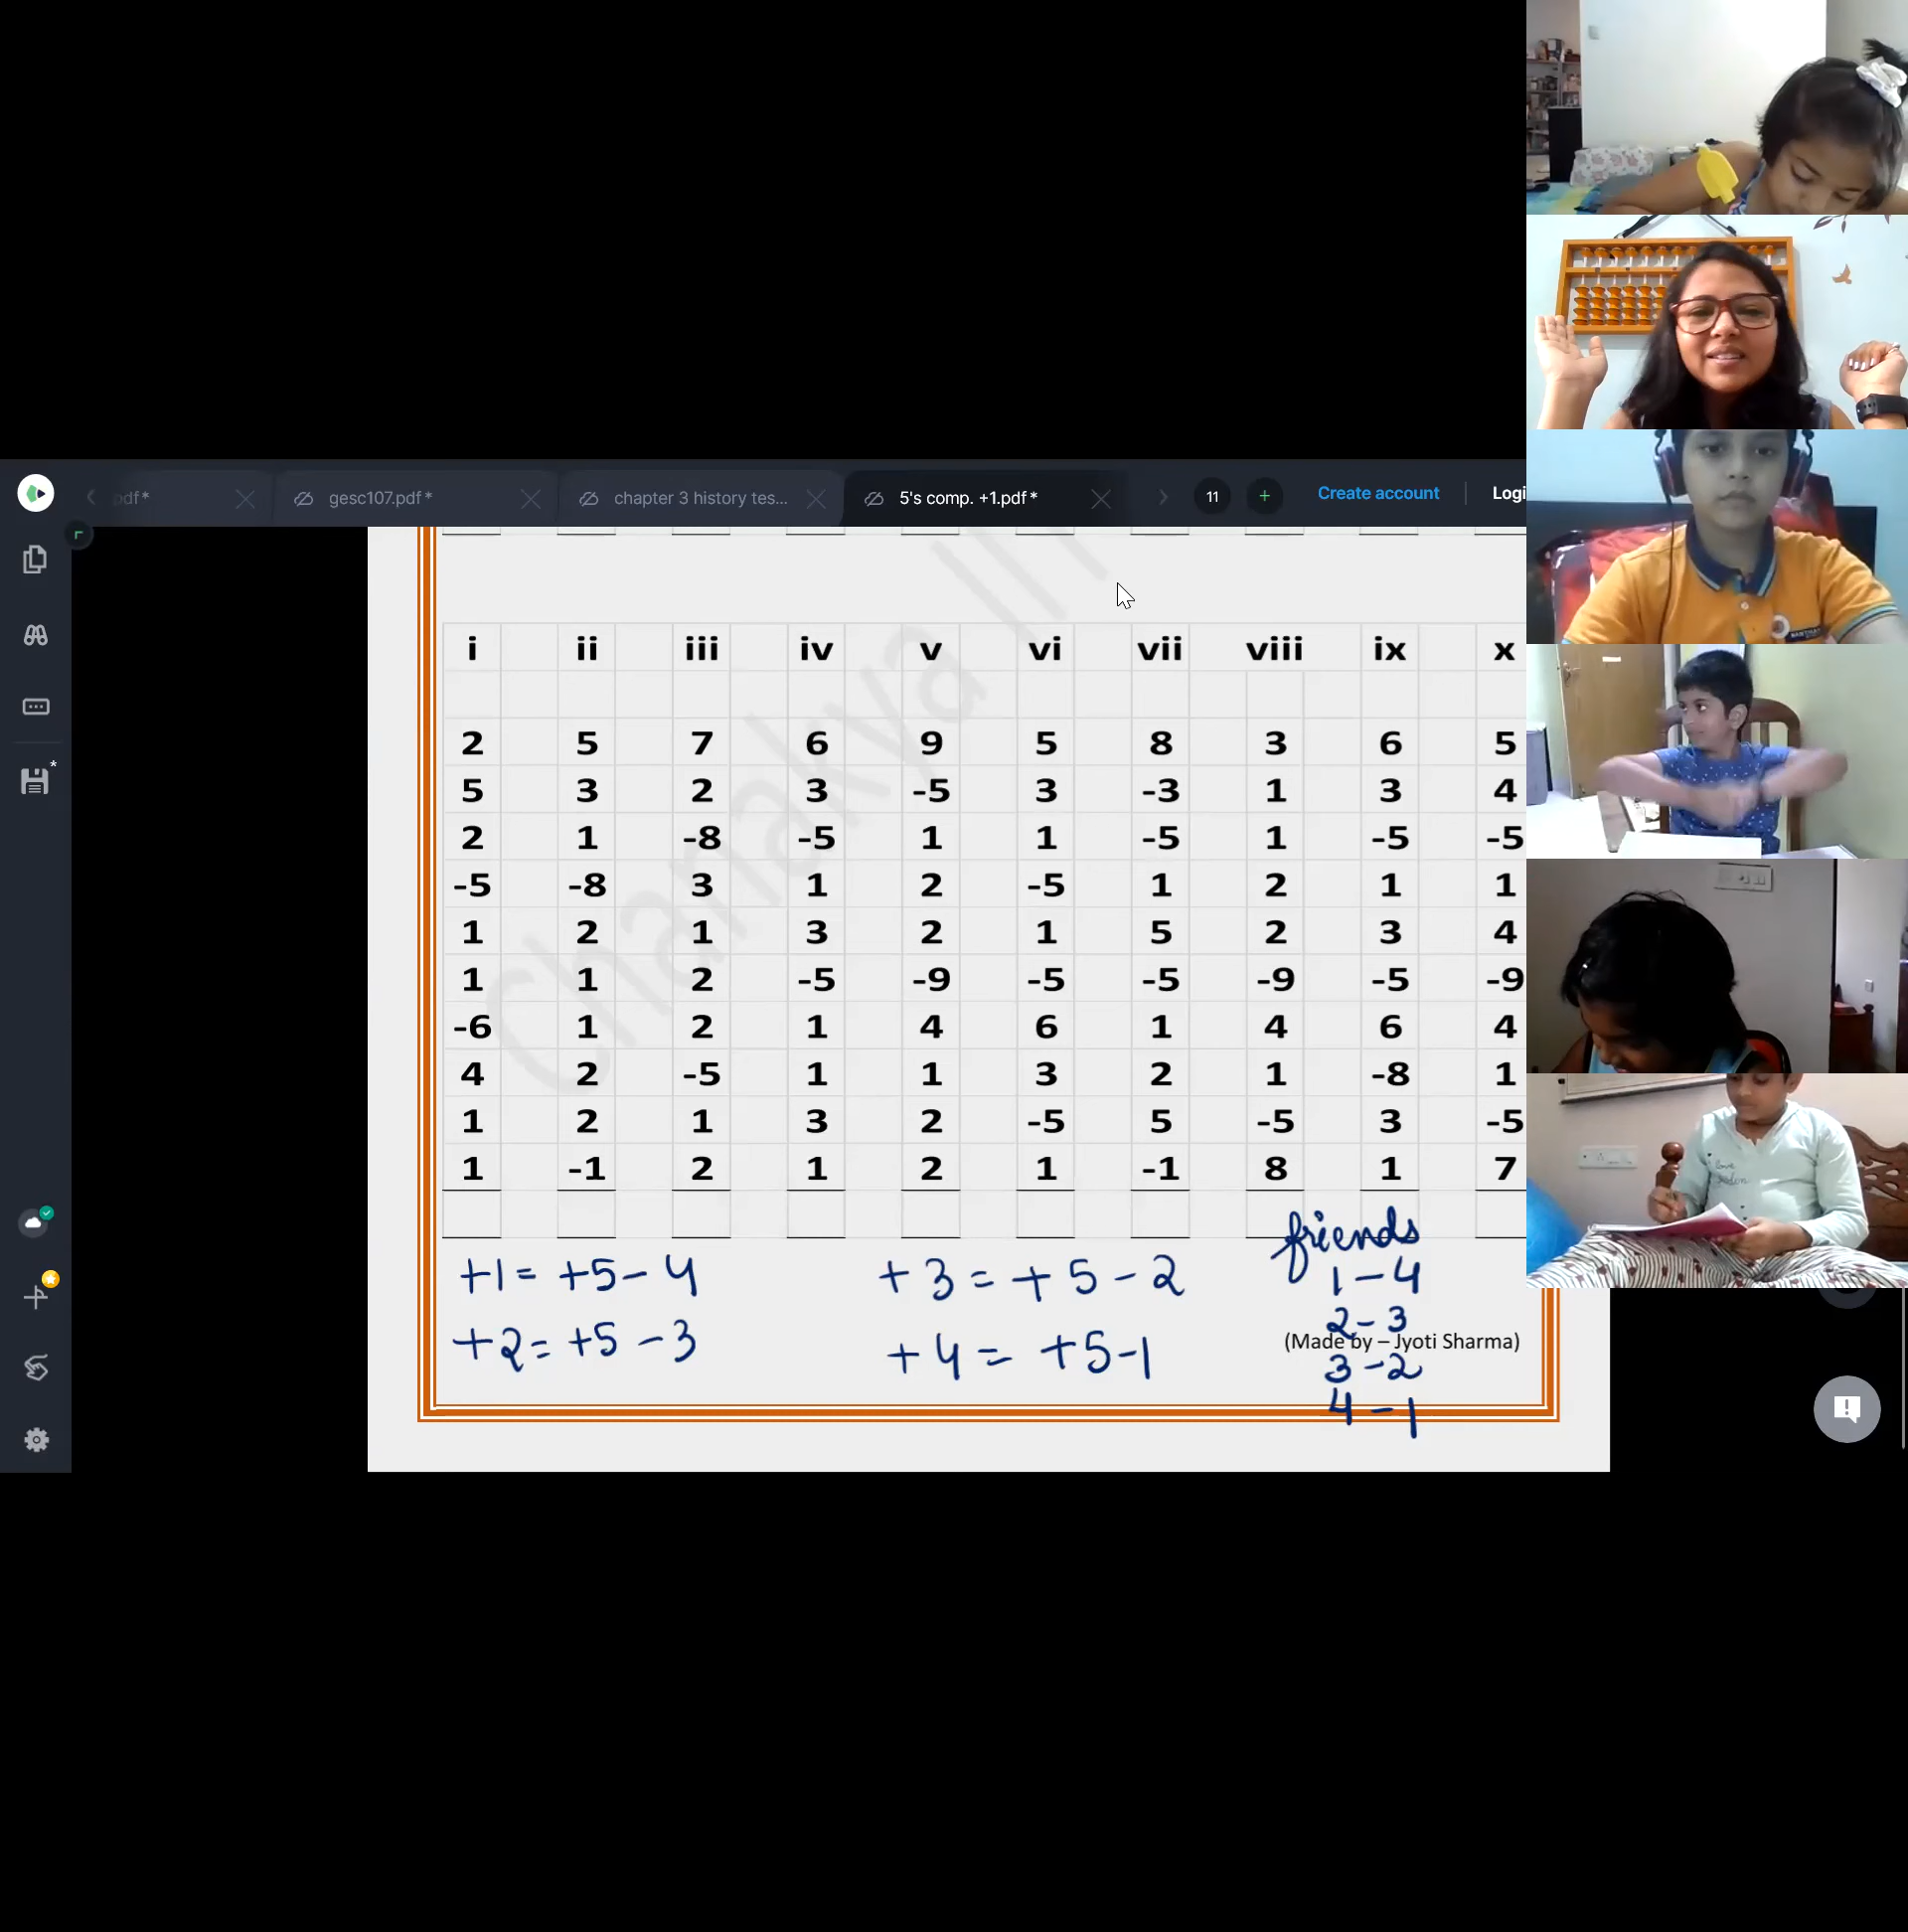 pdf*
gesc107.pdf*
chapter 3 history tes...
5's comp. +1.pdf*
11
+
Create account
Logi
i ii iii iv v vi vii viii ix x
2 5 7 6 9 5 8 3 6 5
5 3 2 3 -5 3 -3 1 3 4
2 1 -8 -5 1 1 -5 1 -5 -5
-5 -8 3 1 2 -5 1 2 1 1
1 2 1 3 2 1 5 2 3 4
1 1 2 -5 -9 -5 -5 -9 -5 -9
-6 1 2 1 4 6 1 4 6 4
4 2 -5 1 1 3 2 1 -8 1
1 2 1 3 2 -5 5 -5 3 -5
1 -1 2 1 2 1 -1 8 1 7
Chanakya
friends
+1= +5-4
+3=+5-2
1-4
2-3
+2=+5-3
+4=+5-1
(Made by – Jyoti Sharma)
3-2
4-1